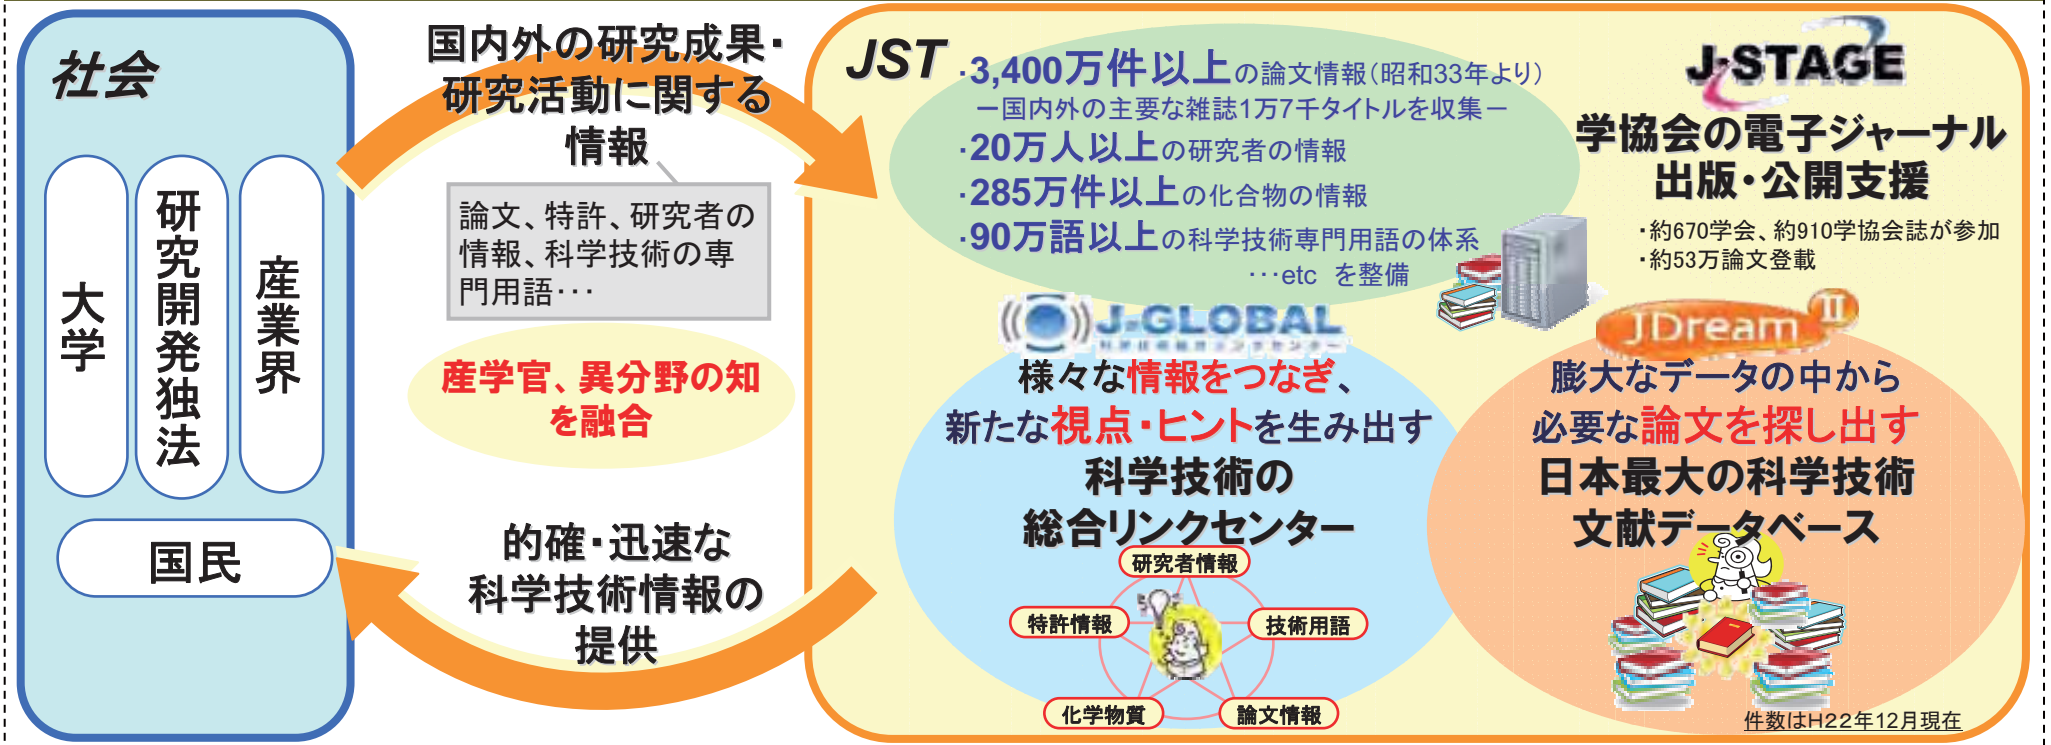 社会
大学
研究開発独法
産業界
国民
国内外の研究成果・
研究活動に関する
情報
論文、特許、研究者の
情報、科学技術の専
門用語･･･
産学官、異分野の知
を融合
的確・迅速な
科学技術情報の
提供
JST
・3,400万件以上の論文情報（昭和33年より）
－国内外の主要な雑誌1万7千タイトルを収集－
・20万人以上の研究者の情報
・285万件以上の化合物の情報
・90万語以上の科学技術専門用語の体系
･･･etc を整備
J-STAGE
学協会の電子ジャーナル
出版・公開支援
・約670学会、約910学協会誌が参加
・約53万論文登載
J-GLOBAL
科学技術総合リンクセンター
様々な情報をつなぎ、
新たな視点・ヒントを生み出す
科学技術の
総合リンクセンター
研究者情報
特許情報
技術用語
化学物質
論文情報
JDream II
膨大なデータの中から
必要な論文を探し出す
日本最大の科学技術
文献データベース
件数はH22年12月現在